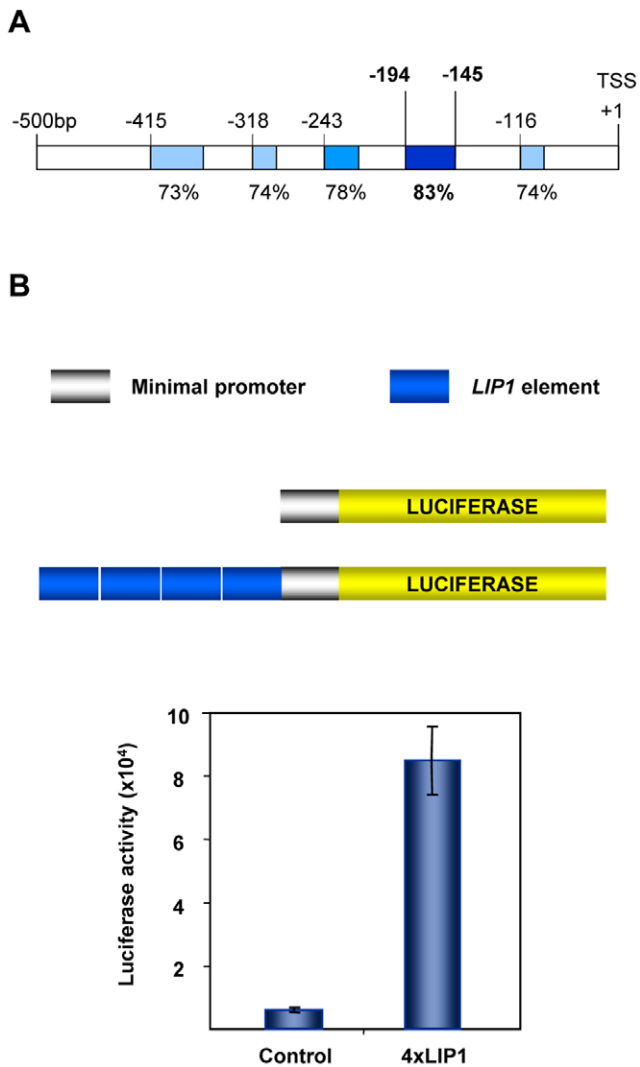 A
-194 -145 TSS
-500bp -415 -318 -243 -116 +1
73% 74% 78% 83% 74%
B
Minimal promoter LIP1 element
LUCIFERASE
LUCIFERASE
10
8
6
4
2
Luciferase activity (x10⁴)
Control 4xLIP1